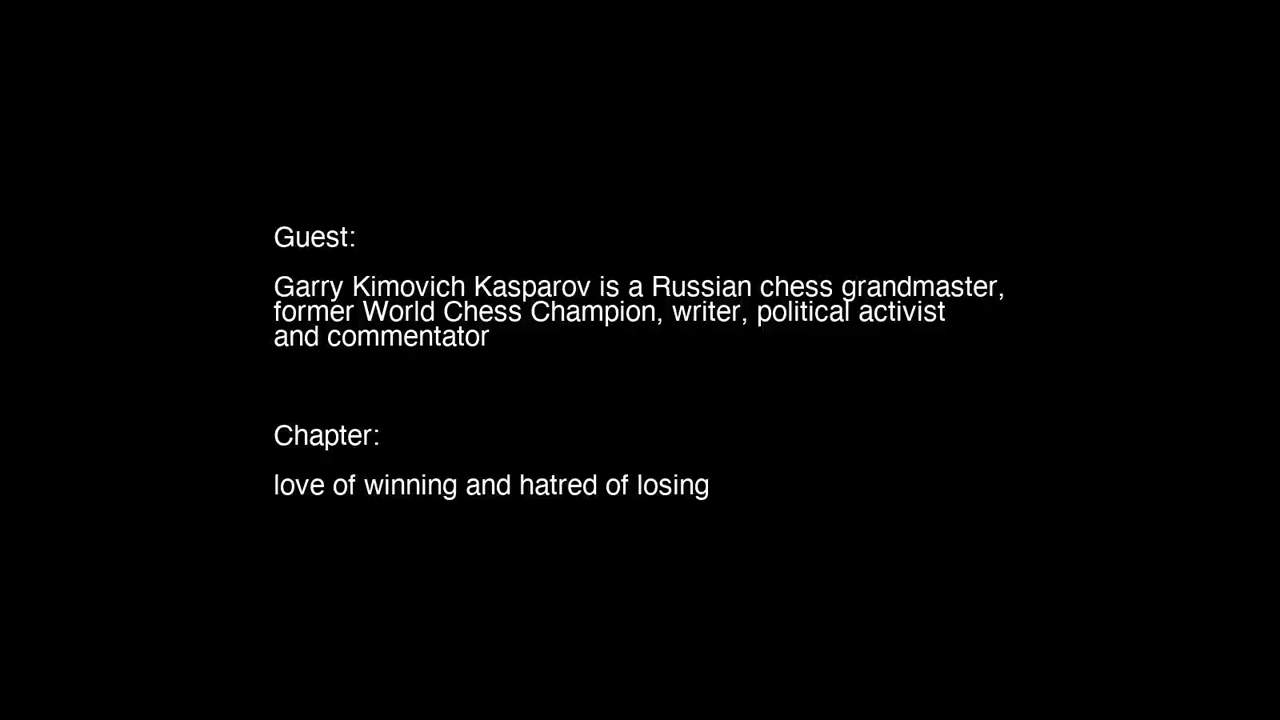 Guest:
Garry Kimovich Kasparov is a Russian chess grandmaster,
former World Chess Champion, writer, political activist
and commentator
Chapter:
love of winning and hatred of losing